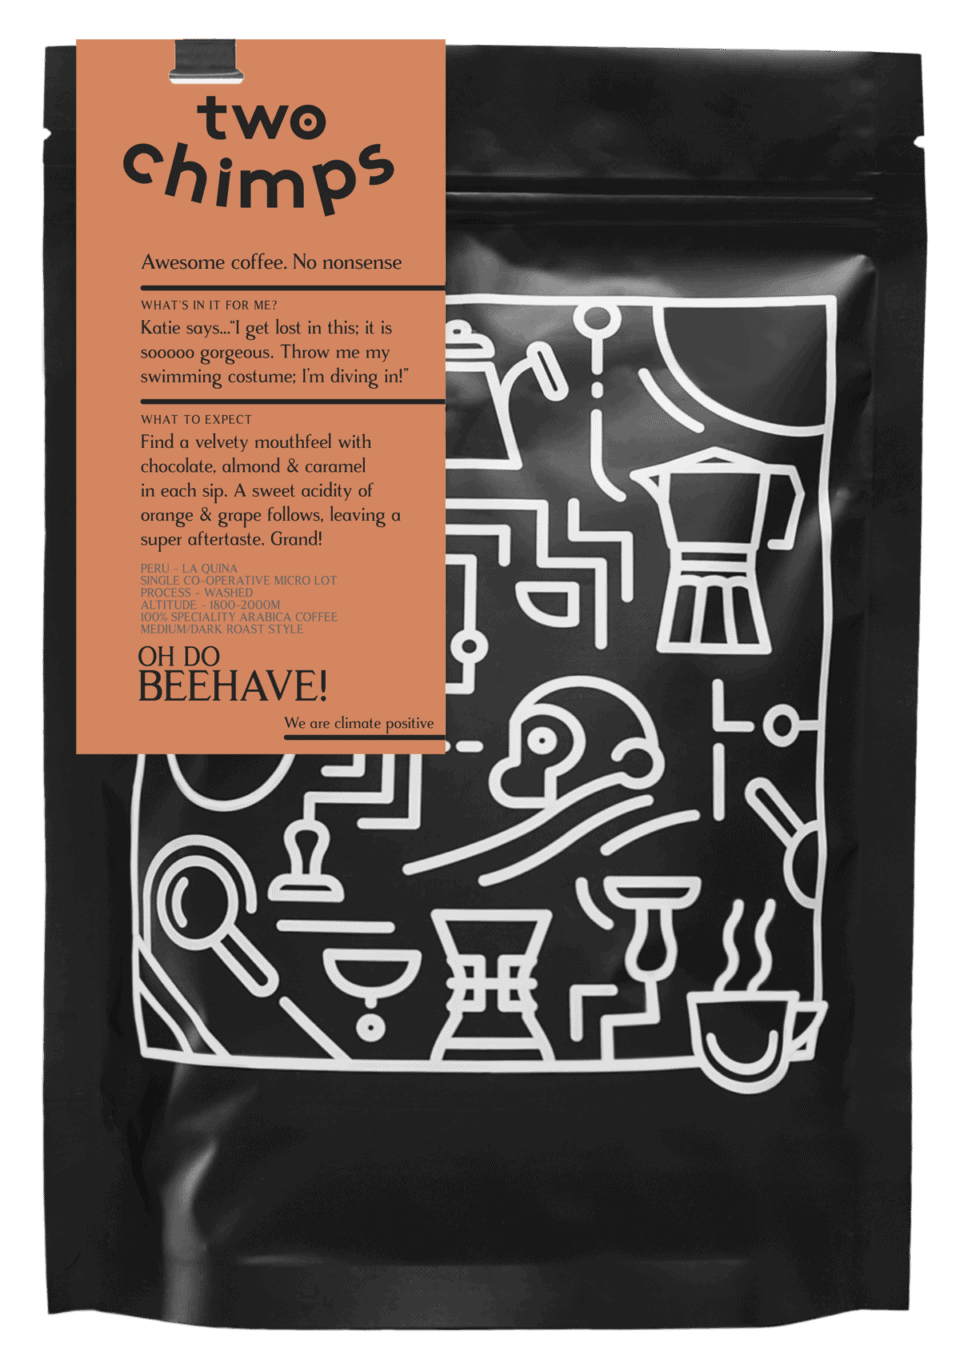 two
chimps
Awesome coffee. No nonsense
WHAT'S IN IT FOR ME?
Katie says...“I get lost in this; it is
sooooo gorgeous. Throw me my
swimming costume; I'm diving in!”
WHAT TO EXPECT
Find a velvety mouthfeel with
chocolate, almond & caramel
in each sip. A sweet acidity of
orange & grape follows, leaving a
super aftertaste. Grand!
PERU - LA QUINA
SINGLE CO-OPERATIVE MICRO LOT
PROCESS - WASHED
ALTITUDE - 1800-2000M
100% SPECIALITY ARABICA COFFEE
MEDIUM/DARK ROAST STYLE
OH DO
BEEHAVE!
We are climate positive